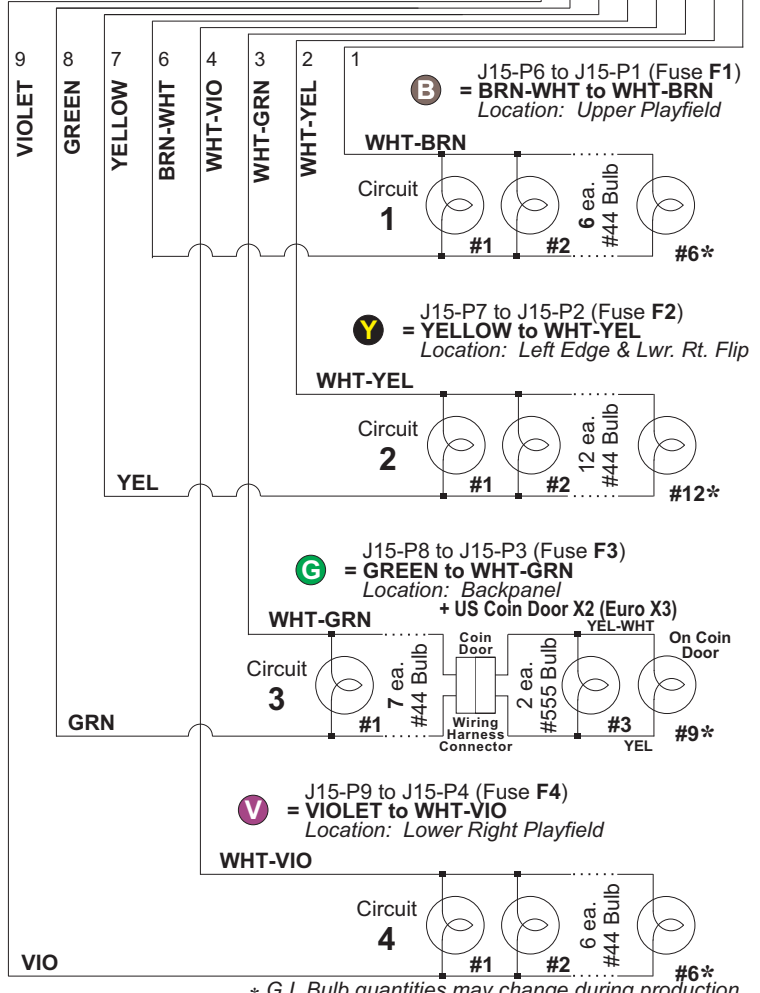 9 8 7 6 4 3 2 1
VIOLET
GREEN
YELLOW
BRN-WHT
WHT-VIO
WHT-GRN
WHT-YEL
B
J15-P6 to J15-P1 (Fuse F1)
= BRN-WHT to WHT-BRN
Location: Upper Playfield
WHT-BRN
Circuit
1
6 ea.
#44 Bulb
#1
#2
#6*
Y
J15-P7 to J15-P2 (Fuse F2)
= YELLOW to WHT-YEL
Location: Left Edge & Lwr. Rt. Flip
WHT-YEL
Circuit
2
12 ea.
#44 Bulb
YEL
#1
#2
#12*
G
J15-P8 to J15-P3 (Fuse F3)
= GREEN to WHT-GRN
Location: Backpanel
+ US Coin Door X2 (Euro X3)
WHT-GRN
YEL-WHT
Circuit
3
7 ea.
#44 Bulb
Coin
Door
2 ea.
#555 Bulb
On Coin
Door
GRN
#1
Wiring
Harness
Connector
#3
YEL
#9*
V
J15-P9 to J15-P4 (Fuse F4)
= VIOLET to WHT-VIO
Location: Lower Right Playfield
WHT-VIO
Circuit
4
6 ea.
#44 Bulb
VIO
#1
#2
#6*
* G.I. Bulb quantities may change during production